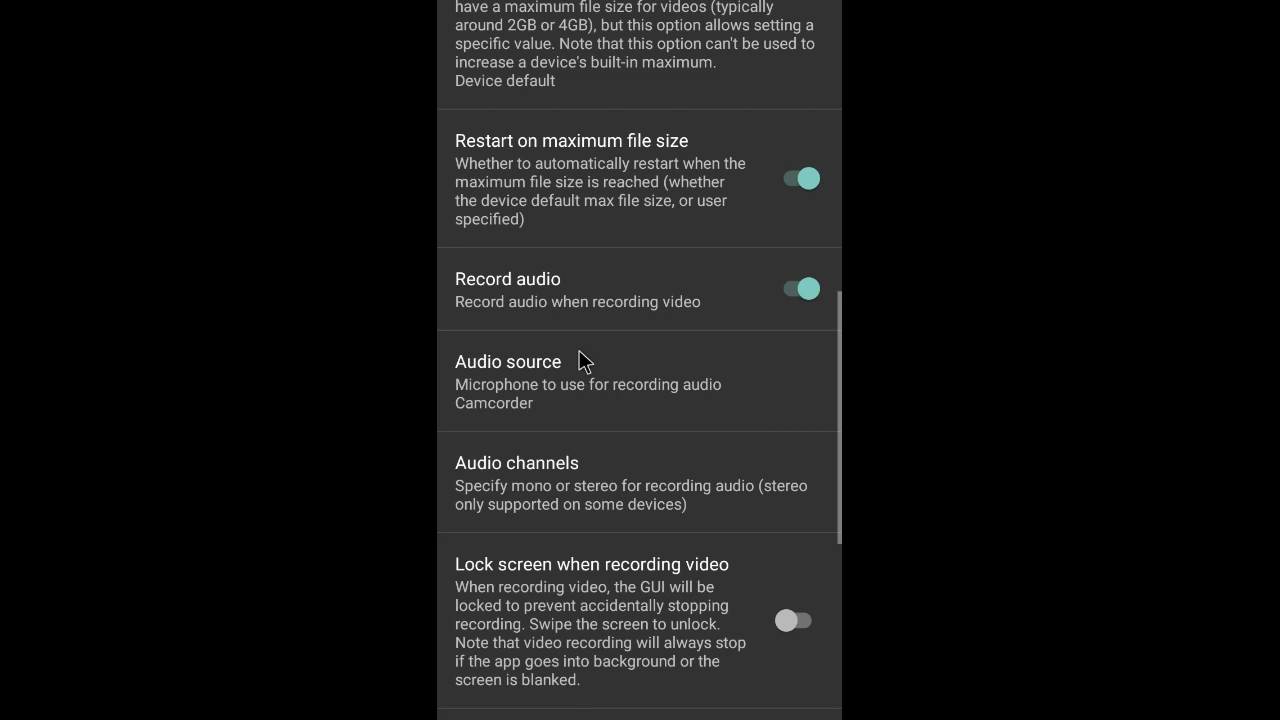 have a maximum file size for videos (typically
around 2GB or 4GB), but this option allows setting a
specific value. Note that this option can't be used to
increase a device's built-in maximum.
Device default
Restart on maximum file size
Whether to automatically restart when the
maximum file size is reached (whether
the device default max file size, or user
specified)
Record audio
Record audio when recording video
Audio source
Microphone to use for recording audio
Camcorder
Audio channels
Specify mono or stereo for recording audio (stereo
only supported on some devices)
Lock screen when recording video
When recording video, the GUI will be
locked to prevent accidentally stopping
recording. Swipe the screen to unlock.
Note that video recording will always stop
if the app goes into background or the
screen is blanked.